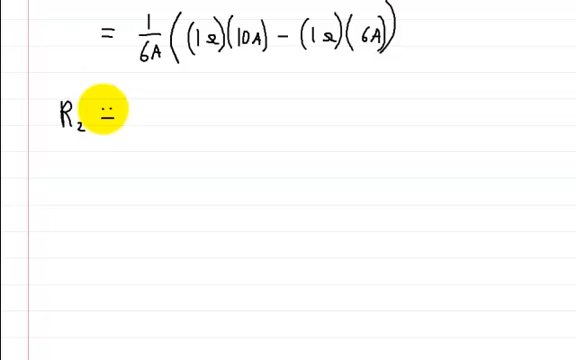 = 1/6A ((1Ω)(10A) - (1Ω)(6A))
R₂ =